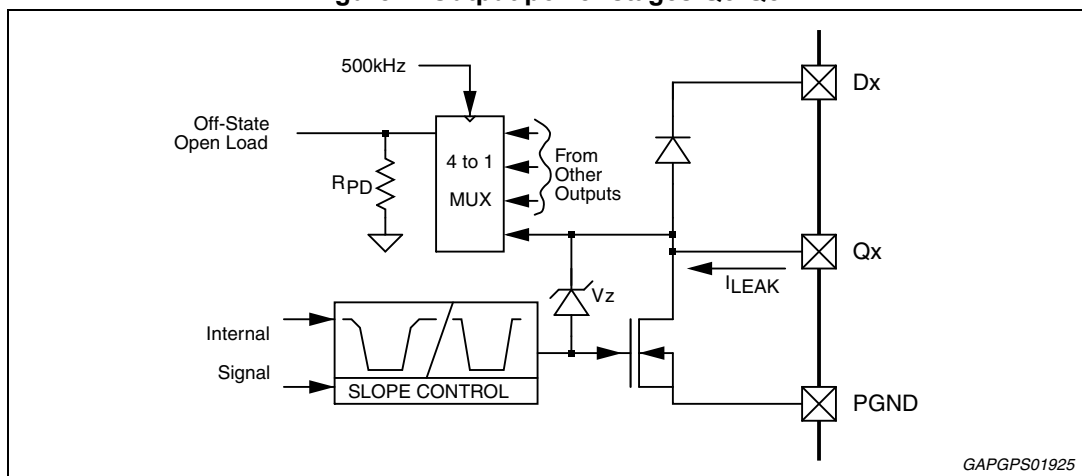 500kHz
Off-State
Open Load
RPD
4 to 1
MUX
From
Other
Outputs
Dx
Qx
ILEAK
Vz
Internal
Signal
SLOPE CONTROL
PGND
GAPGPS01925